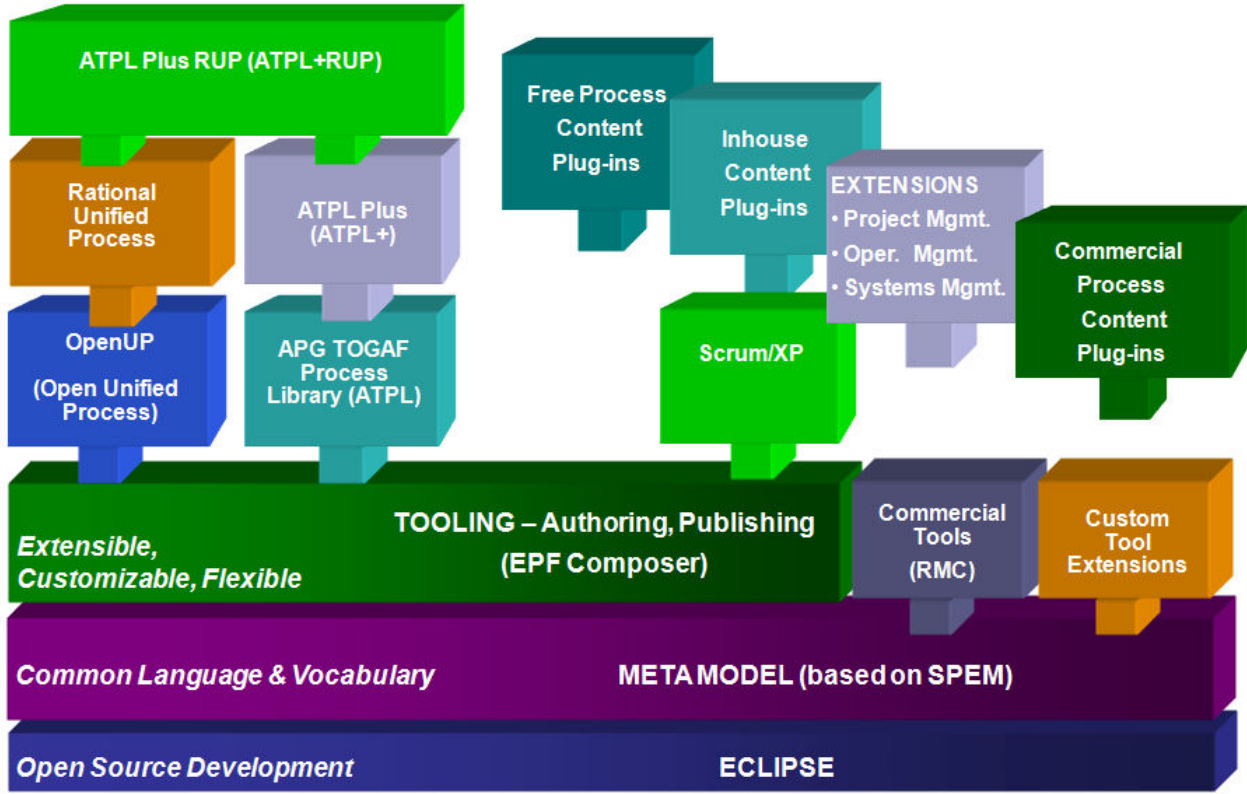 ATPL Plus RUP (ATPL+RUP)
Free Process
Content
Plug-ins
Inhouse
Content
Plug-ins
Rational
Unified
Process
ATPL Plus
(ATPL+)
EXTENSIONS
• Project Mgmt.
• Oper. Mgmt.
• Systems Mgmt.
Commercial
Process
Content
Plug-ins
OpenUP
(Open Unified
Process)
APG TOGAF
Process
Library (ATPL)
Scrum/XP
Extensible,
Customizable, Flexible
TOOLING – Authoring, Publishing
(EPF Composer)
Commercial
Tools
(RMC)
Custom
Tool
Extensions
Common Language & Vocabulary
META MODEL (based on SPEM)
Open Source Development
ECLIPSE